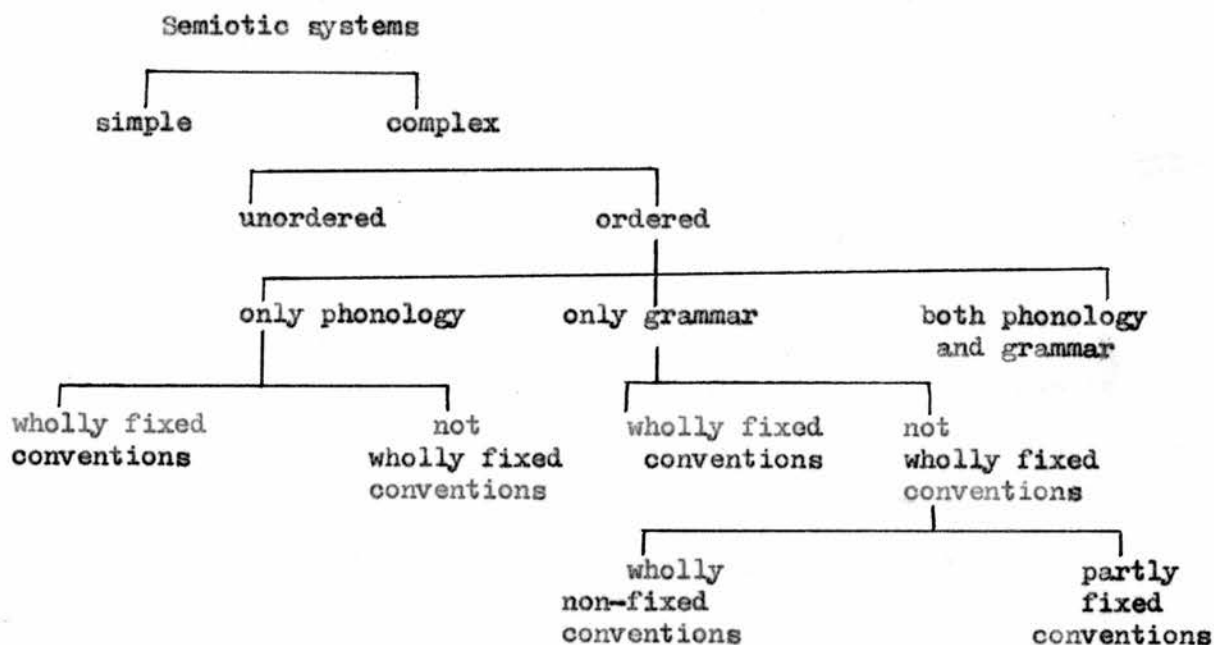 Semiotic systems
simple complex
unordered ordered
only phonology only grammar both phonology
and grammar
wholly fixed not wholly fixed not
conventions wholly fixed conventions wholly fixed
conventions conventions
wholly partly
non-fixed fixed
conventions conventions